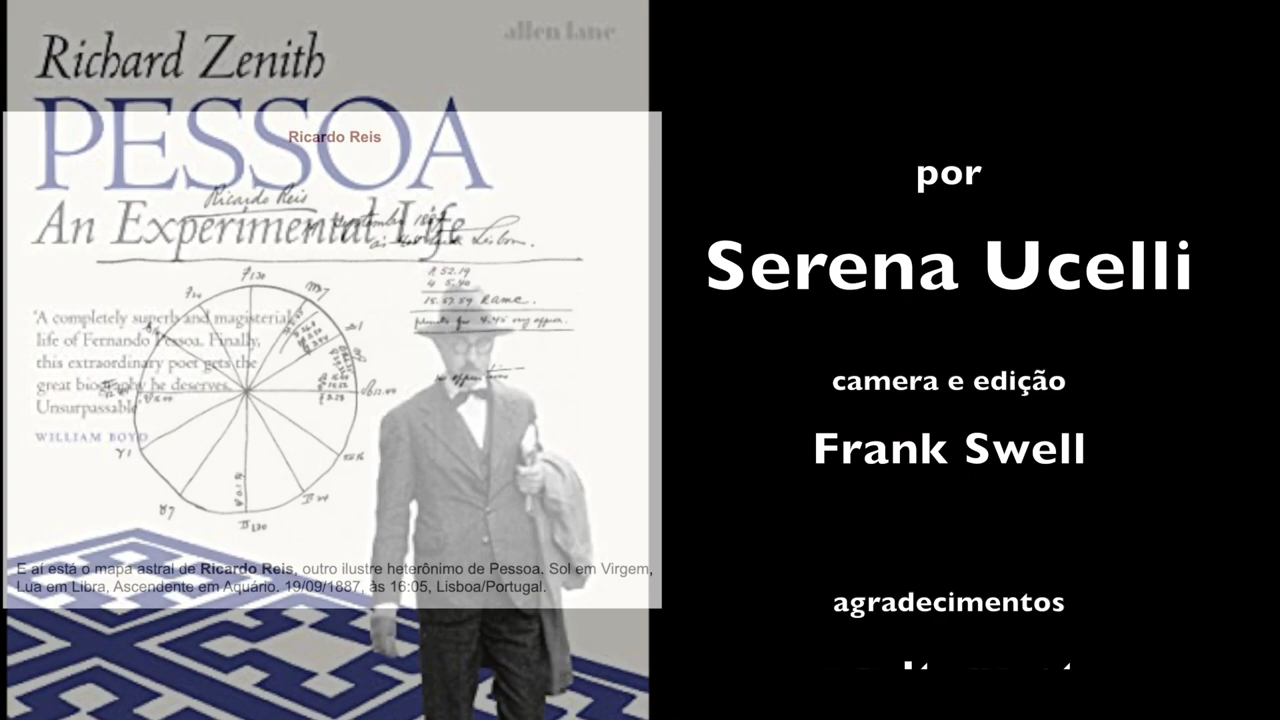 allen lane
Richard Zenith
PESSOA
Ricardo Reis
Ricardo Reis
An Experimental Life
Lisbon.
'A completely superb and magisterial
life of Fernando Pessoa. Finally,
this extraordinary poet gets the
great biography he deserves.
Unsurpassable
WILLIAM BOYD
E aí está o mapa astral de Ricardo Reis, outro ilustre heterônimo de Pessoa. Sol em Virgem,
Lua em Libra, Ascendente em Aquário. 19/09/1887, às 16:05, Lisboa/Portugal.
por
Serena Ucelli
camera e edição
Frank Swell
agradecimentos